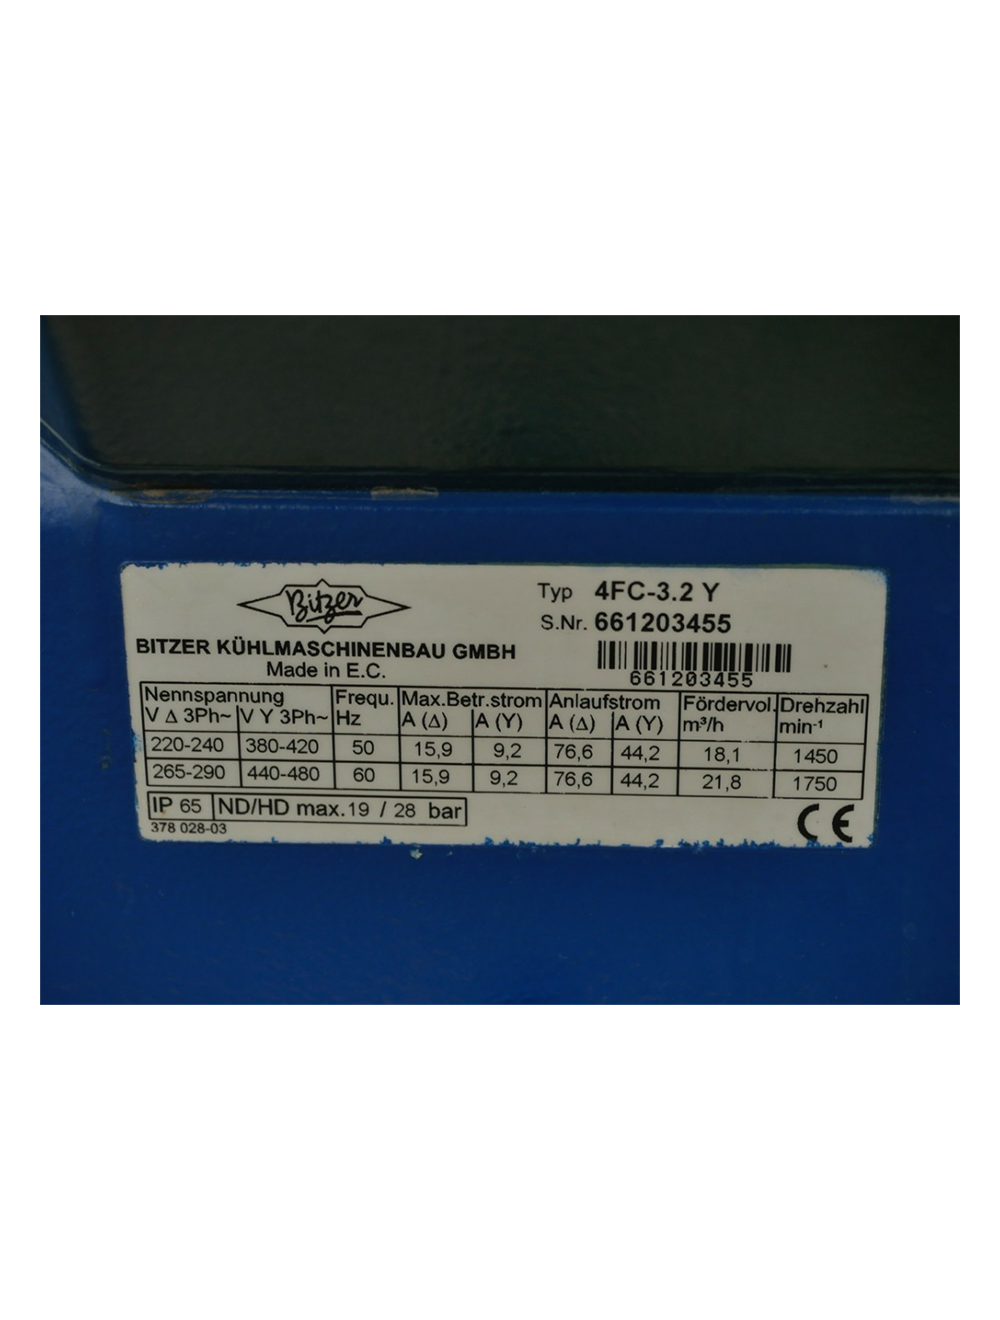 Bitzer
BITZER KÜHLMASCHINENBAU GMBH
Made in E.C.
Typ 4FC-3.2 Y
S.Nr. 661203455
661203455
Nennspannung Frequ. Max.Betr.strom Anlaufstrom Fördervol. Drehzahl
V Δ 3Ph~ V Y 3Ph~ Hz A (Δ) A (Y) A (Δ) A (Y) m³/h min⁻¹
220-240 380-420 50 15,9 9,2 76,6 44,2 18,1 1450
265-290 440-480 60 15,9 9,2 76,6 44,2 21,8 1750
IP 65 ND/HD max.19 / 28 bar
378 028-03
CE